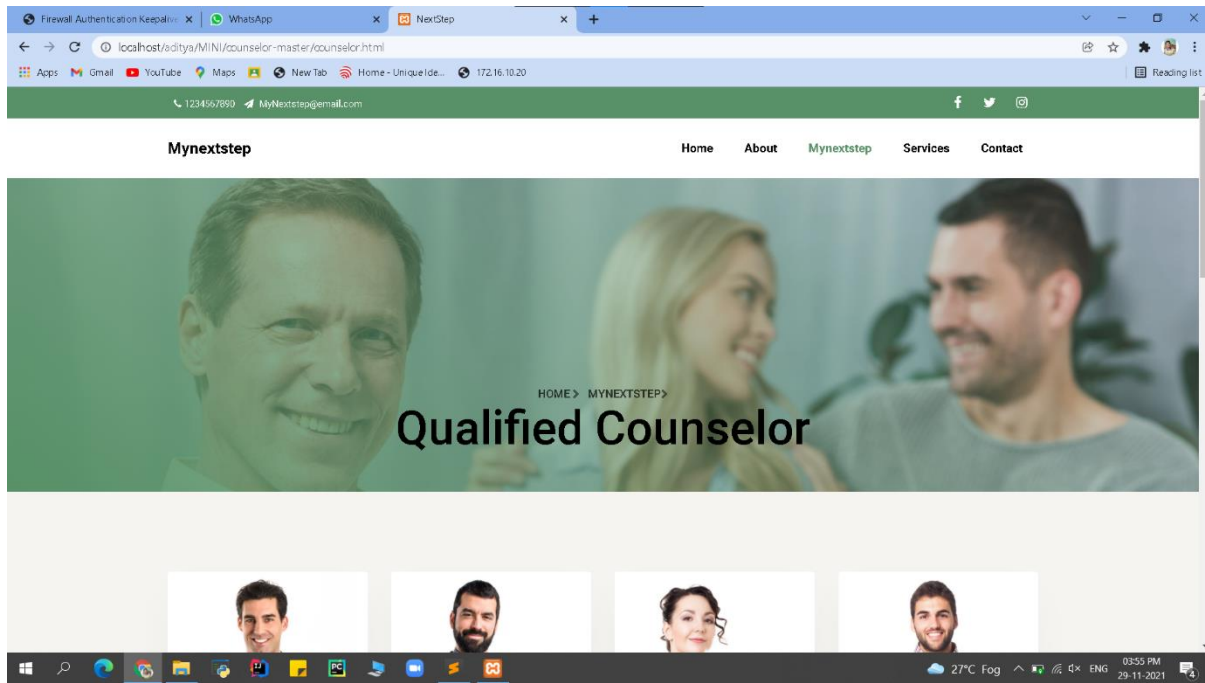 Firewall Authentication Keepalive
WhatsApp
NextStep
localhost/aditya/MINI/counselor-master/counselor.html
Apps Gmail YouTube Maps New Tab Home - Unique Ide... 172.16.10.20 Reading list
1234567890 MyNextstep@email.com
Mynextstep Home About Mynextstep Services Contact
HOME > MYNEXTSTEP>
Qualified Counselor
27°C Fog ENG 03:55 PM
29-11-2021
4